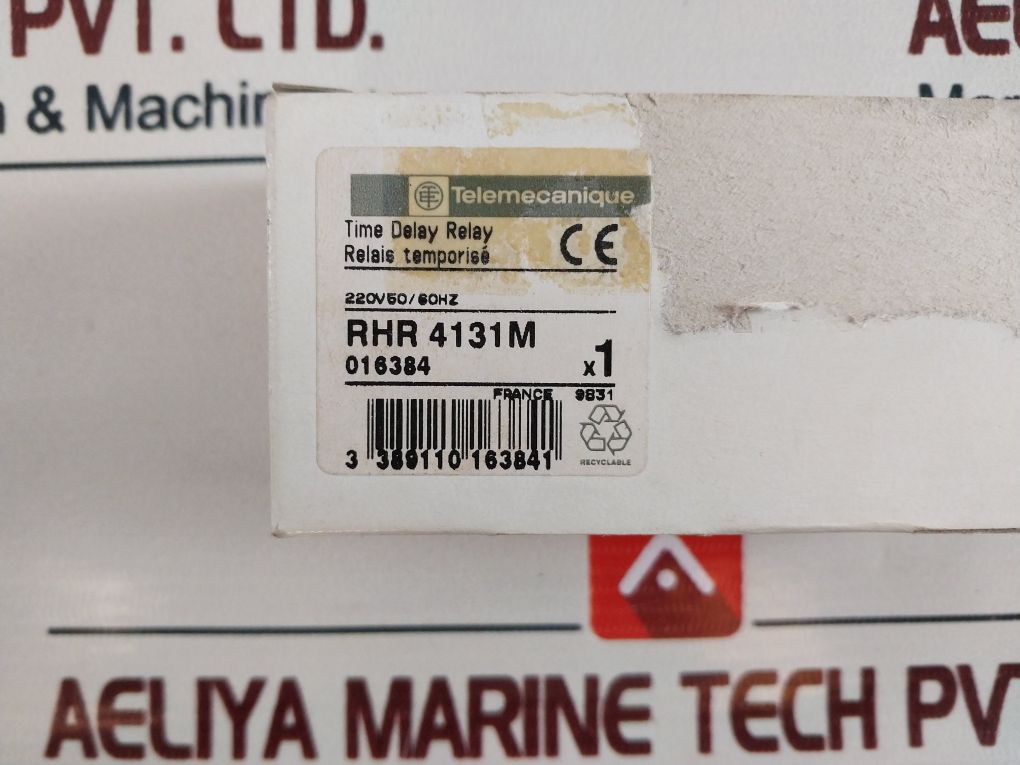 PVT. LTD.
& Machin
Telemecanique
Time Delay Relay
Relais temporisé
CE
220V50/60HZ
RHR 4131M
016384
x1
FRANCE 9831
3 389110 163841
RECYCLABLE
AELIYA MARINE TECH PVT